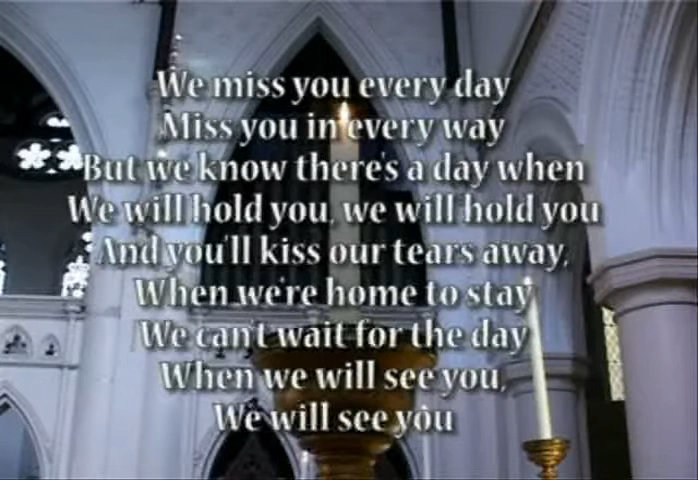 We miss you every day
Miss you in every way
But we know there's a day when
We will hold you, we will hold you
And you'll kiss our tears away,
When we're home to stay
We can't wait for the day
When we will see you,
We will see you